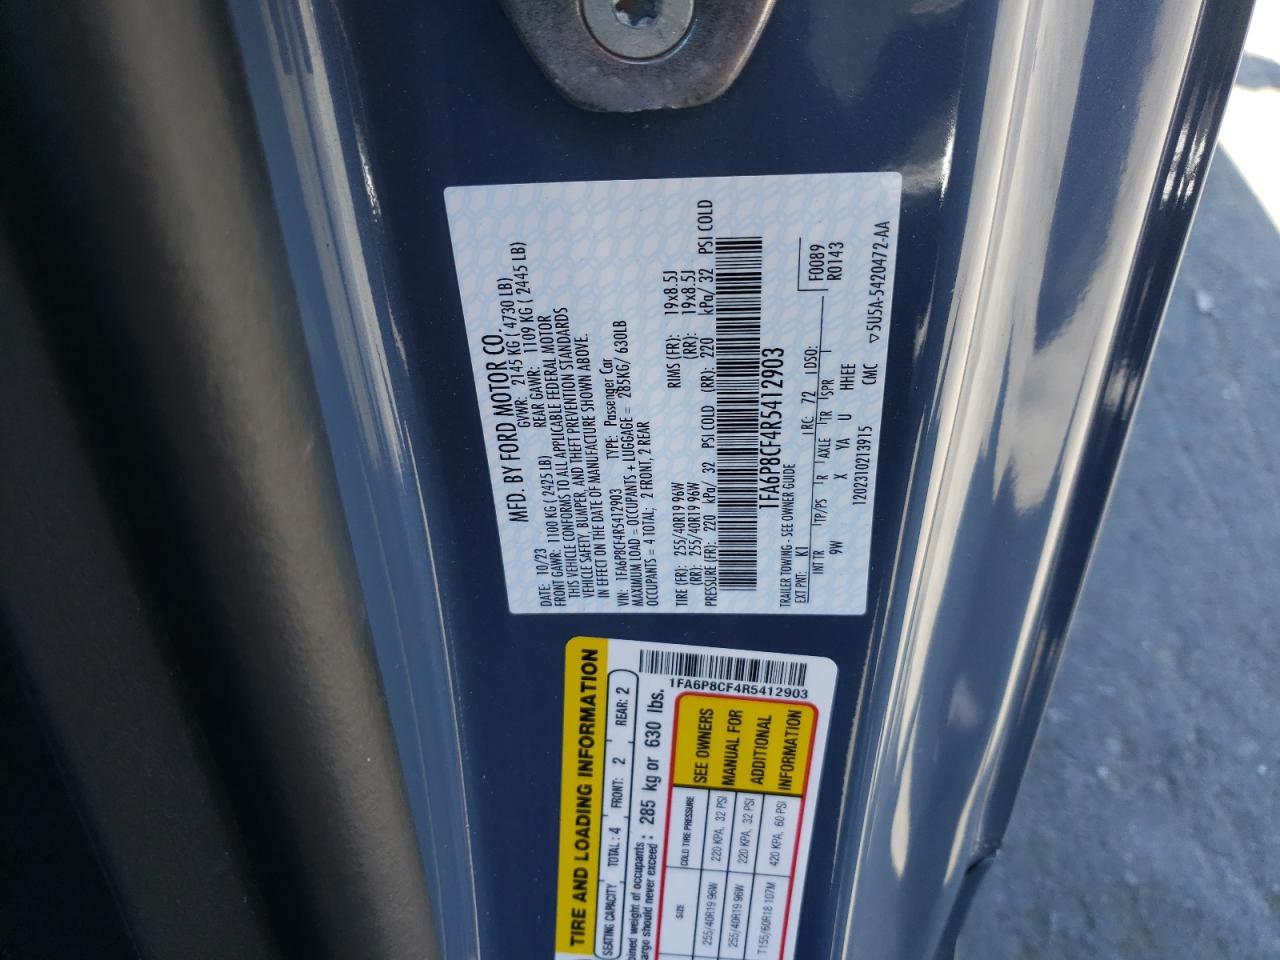 MFD. BY FORD MOTOR CO.
DATE: 10/23 GVWR: 2145 KG ( 4730 LB)
FRONT GAWR: 1100 KG (2425 LB) REAR GAWR: 1109 KG ( 2445 LB)
THIS VEHICLE CONFORMS TO ALL APPLICABLE FEDERAL MOTOR
VEHICLE SAFETY, BUMPER, AND THEFT PREVENTION STANDARDS
IN EFFECT ON THE DATE OF MANUFACTURE SHOWN ABOVE.
VIN: 1FA6P8CF4R5412903 TYPE: Passenger Car
MAXIMUM LOAD = OCCUPANTS + LUGGAGE = 285KG/ 630LB
OCCUPANTS = 4 TOTAL; 2 FRONT, 2 REAR
TIRE (FR): 255/40R19 96W RIMS (FR): 19x8.5J
(RR): 255/40R19 96W (RR): 19x8.5J
PRESSURE (FR): 220 kPa/ 32 PSI COLD (RR): 220 kPa/ 32 PSI COLD
1FA6P8CF4R5412903
TRAILER TOWING - SEE OWNER GUIDE
EXT PNT: K1 RC: 72 DSO: F0089
R0143
INT TR TP/PS R AXLE TR SPR
9W X YA U HHEE
1202310213915 CMC ▽5U5A-5420472-AA
TIRE AND LOADING INFORMATION
SEATING CAPACITY TOTAL: 4 FRONT: 2 REAR: 2
bined weight of occupants :
argo should never exceed : 285 kg or 630 lbs.
1FA6P8CF4R5412903
SIZE COLD TIRE PRESSURE
255/40R19 96W 220 KPA, 32 PSI
255/40R19 96W 220 KPA, 32 PSI
T155/60R18 107M 420 KPA, 60 PSI
SEE OWNERS
MANUAL FOR
ADDITIONAL
INFORMATION